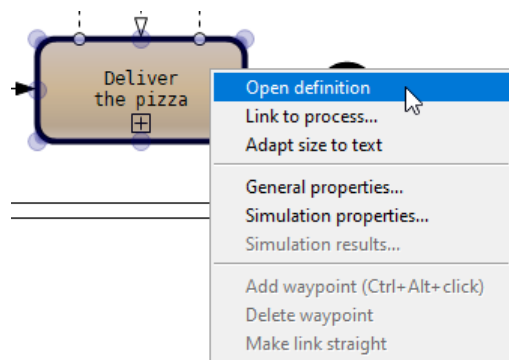 Deliver
the pizza
Open definition
Link to process...
Adapt size to text
General properties...
Simulation properties...
Simulation results...
Add waypoint (Ctrl+Alt+click)
Delete waypoint
Make link straight